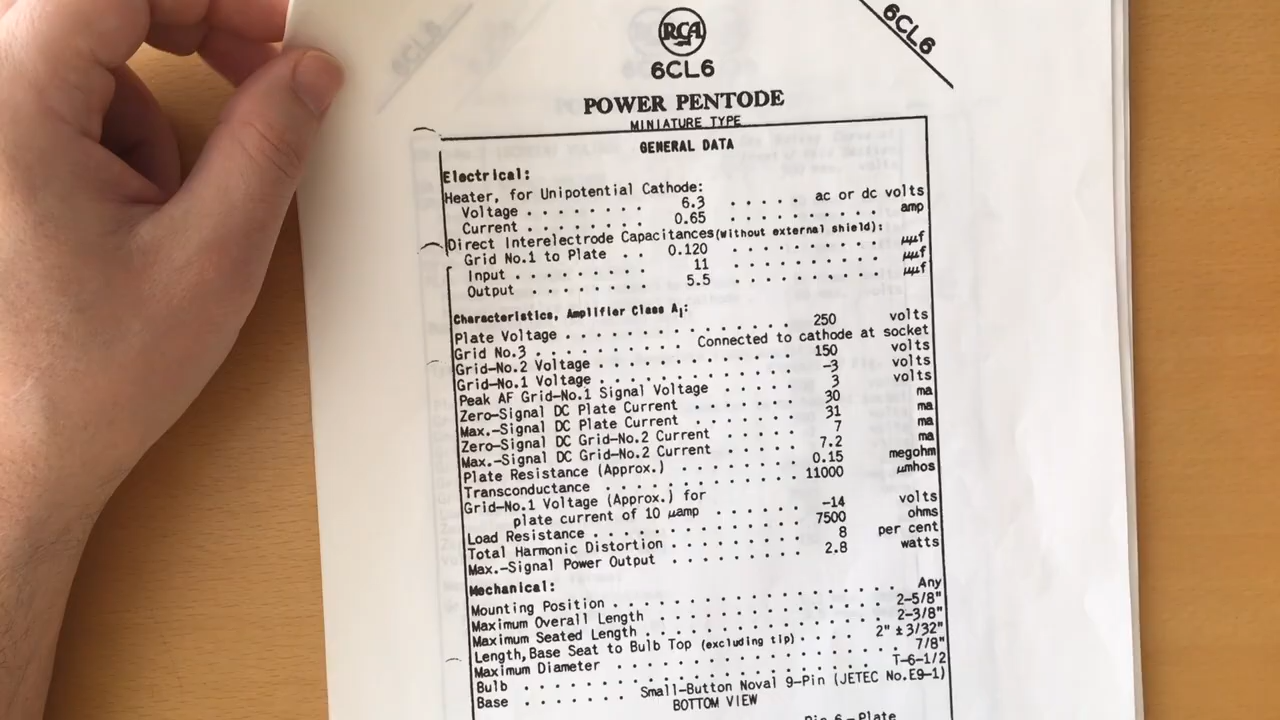 6CL6
RCA
6CL6
POWER PENTODE
MINIATURE TYPE
GENERAL DATA
Electrical:
Heater, for Unipotential Cathode:
Voltage . . . . . . . . 6.3 . . . . . ac or dc volts
Current . . . . . . . . 0.65 . . . . . . . . . . . amp
Direct Interelectrode Capacitances (without external shield):
Grid No.1 to Plate . . 0.120 . . . . . . . . . . μμf
Input . . . . . . . . . 11 . . . . . . . . . . μμf
Output . . . . . . . . 5.5 . . . . . . . . . . μμf
Characteristics, Amplifier Class A1:
Plate Voltage . . . . . . . . . . . . . . . . 250 volts
Grid No.3 . . . . . . . . . . Connected to cathode at socket
Grid-No.2 Voltage . . . . . . . . . . . . . . 150 volts
Grid-No.1 Voltage . . . . . . . . . . . . . . -3 volts
Peak AF Grid-No.1 Signal Voltage . . . . . . 3 volts
Zero-Signal DC Plate Current . . . . . . . . 30 ma
Max.-Signal DC Plate Current . . . . . . . . 31 ma
Zero-Signal DC Grid-No.2 Current . . . . . . 7 ma
Max.-Signal DC Grid-No.2 Current . . . . . . 7.2 ma
Plate Resistance (Approx.) . . . . . . . . . 0.15 megohm
Transconductance . . . . . . . . . . . . . . 11000 μmhos
Grid-No.1 Voltage (Approx.) for
plate current of 10 μamp . . . . . . . -14 volts
Load Resistance . . . . . . . . . . . . . . . 7500 ohms
Total Harmonic Distortion . . . . . . . . . . 8 per cent
Max.-Signal Power Output . . . . . . . . . . 2.8 watts
Mechanical:
Mounting Position . . . . . . . . . . . . . . . . . . Any
Maximum Overall Length . . . . . . . . . . . . . . . 2-5/8"
Maximum Seated Length . . . . . . . . . . . . . . . 2-3/8"
Length, Base Seat to Bulb Top (excluding tip) . . . . 2" ± 3/32"
Maximum Diameter . . . . . . . . . . . . . . . . . . 7/8"
Bulb . . . . . . . . . . . . . . . . . . . . . . . T-6-1/2
Base . . . . . . . . Small-Button Noval 9-Pin (JETEC No.E9-1)
BOTTOM VIEW
Pin 6 - Plate